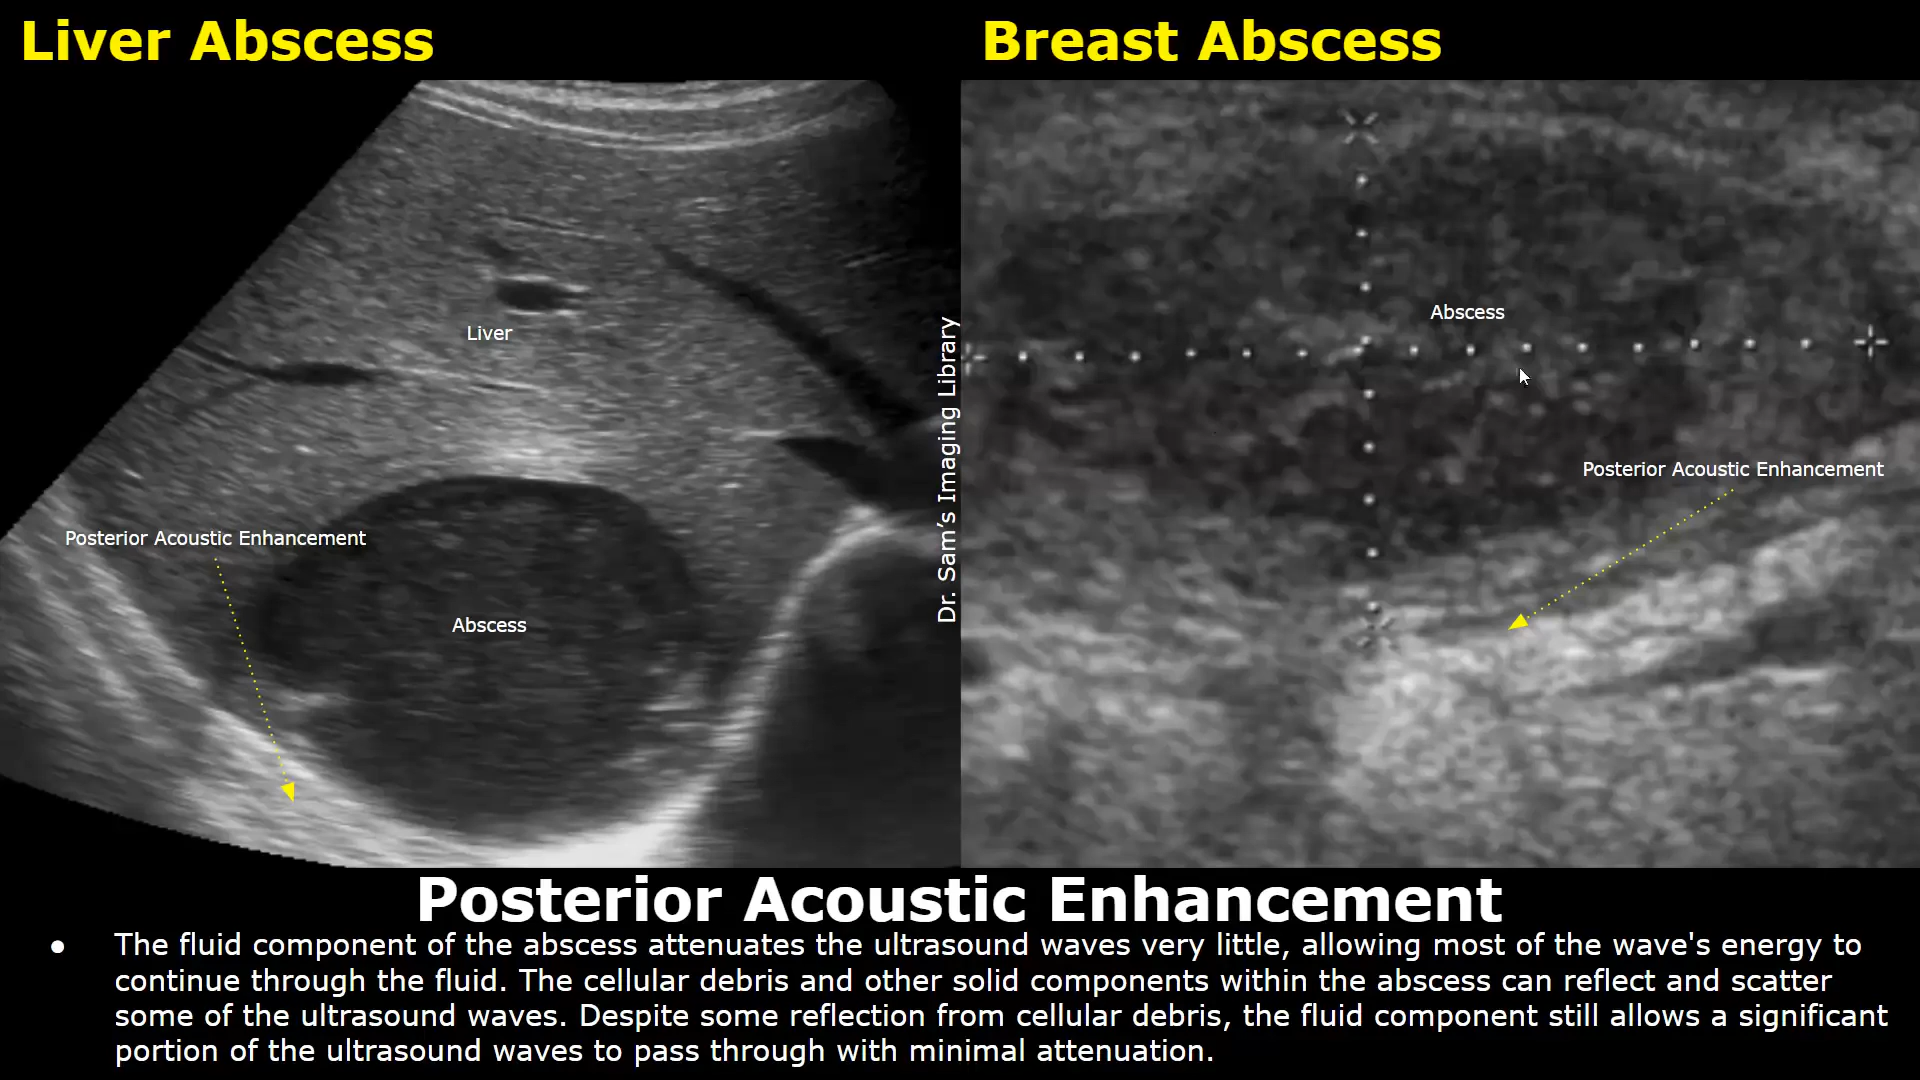 Liver Abscess
Breast Abscess
Liver
Posterior Acoustic Enhancement
Abscess
Dr. Sam's Imaging Library
Abscess
Posterior Acoustic Enhancement
Posterior Acoustic Enhancement
• The fluid component of the abscess attenuates the ultrasound waves very little, allowing most of the wave's energy to
continue through the fluid. The cellular debris and other solid components within the abscess can reflect and scatter
some of the ultrasound waves. Despite some reflection from cellular debris, the fluid component still allows a significant
portion of the ultrasound waves to pass through with minimal attenuation.